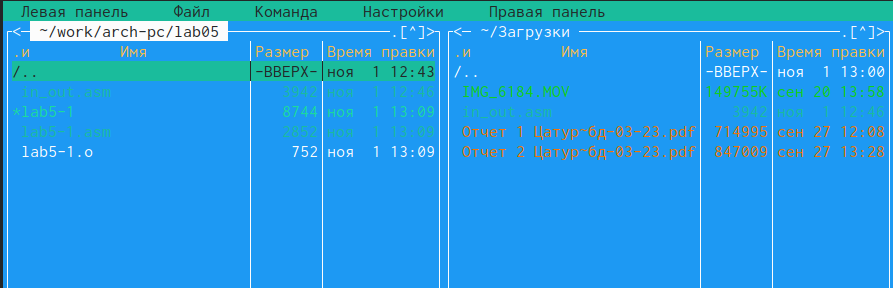 Левая панель Файл Команда Настройки Правая панель
<─ ~/work/arch-pc/lab05 .[^]>
.и Имя Размер Время правки
/.. -ВВЕРХ- ноя 1 12:43
in_out.asm 3942 ноя 1 12:46
*lab5-1 8744 ноя 1 13:09
lab5-1.asm 2852 ноя 1 13:09
lab5-1.o 752 ноя 1 13:09
<─ ~/Загрузки .[^]>
.и Имя Размер Время правки
/.. -ВВЕРХ- ноя 1 13:00
IMG_6184.MOV 149755K сен 20 13:58
in_out.asm 3942 ноя 1 12:46
Отчет 1 Цатур~бд-03-23.pdf 714995 сен 27 12:08
Отчет 2 Цатур~бд-03-23.pdf 847009 сен 27 13:28